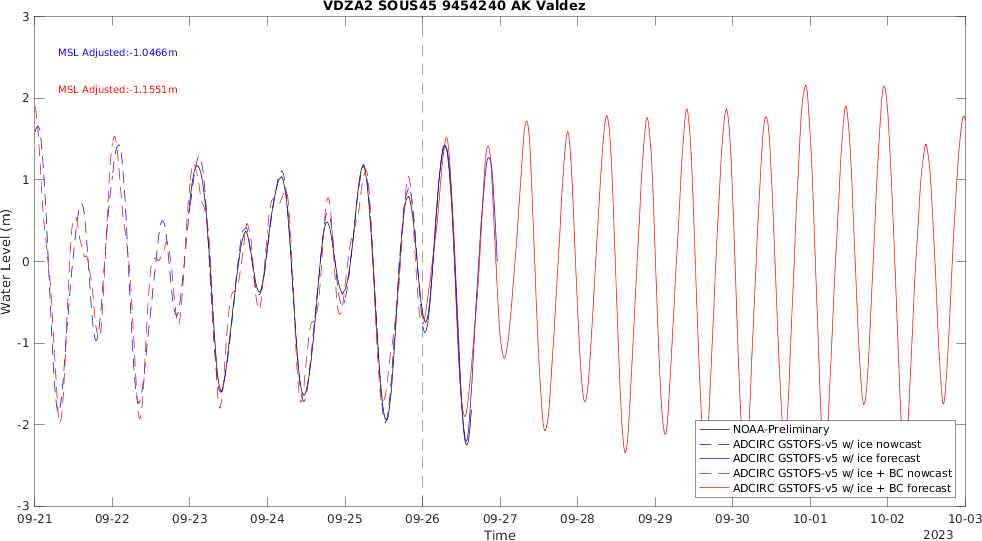 VDZA2 SOUS45 9454240 AK Valdez
MSL Adjusted:-1.0466m
MSL Adjusted:-1.1551m
Water Level (m)
3
2
1
0
-1
-2
-3
NOAA-Preliminary
ADCIRC GSTOFS-v5 w/ ice nowcast
ADCIRC GSTOFS-v5 w/ ice forecast
ADCIRC GSTOFS-v5 w/ ice + BC nowcast
ADCIRC GSTOFS-v5 w/ ice + BC forecast
09-21 09-22 09-23 09-24 09-25 09-26 09-27 09-28 09-29 09-30 10-01 10-02 10-03
Time
2023